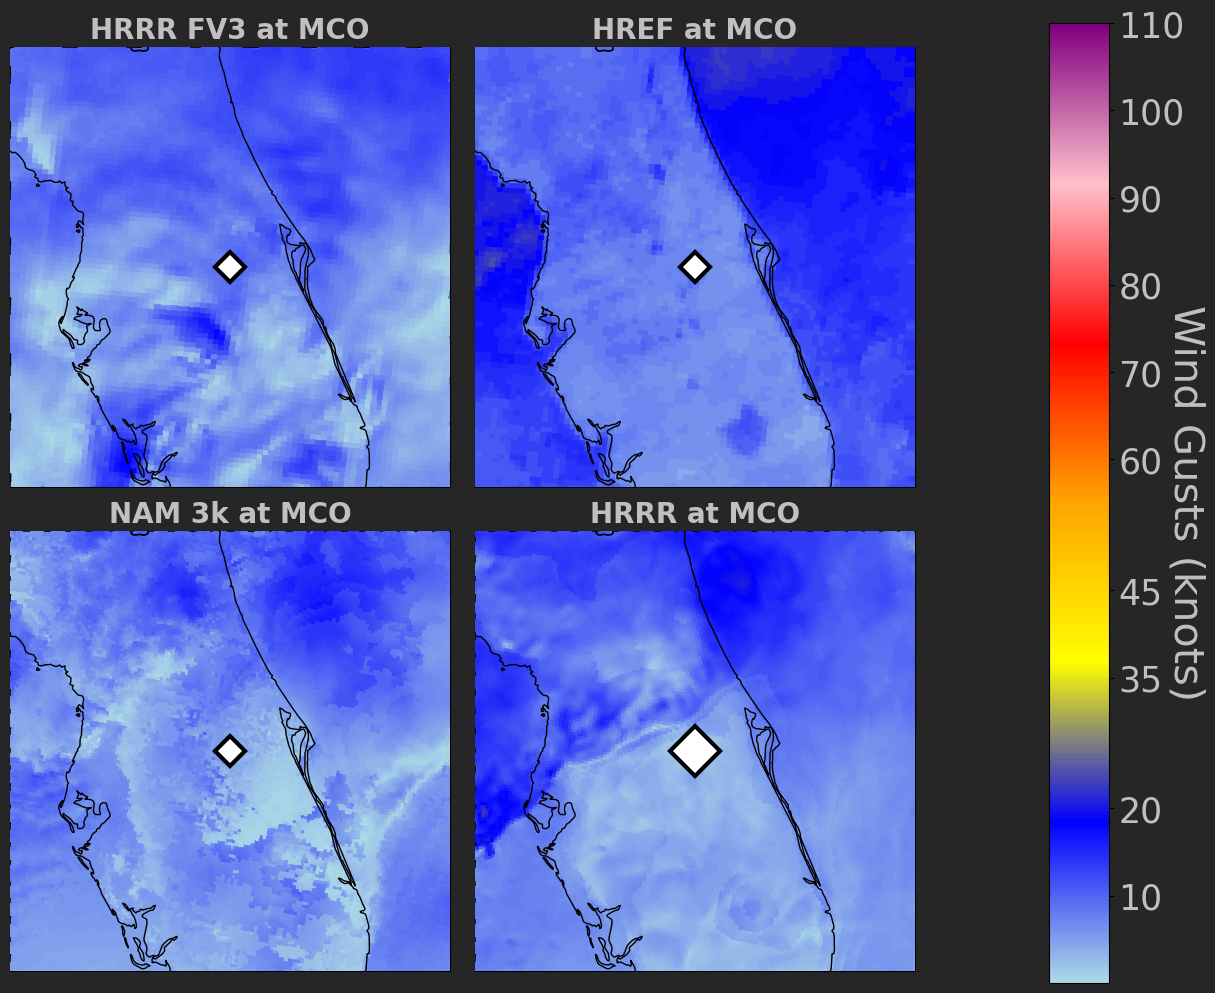 HRRR FV3 at MCO
HREF at MCO
NAM 3k at MCO
HRRR at MCO
110
100
90
80
70
60
45
35
20
10
Wind Gusts (knots)